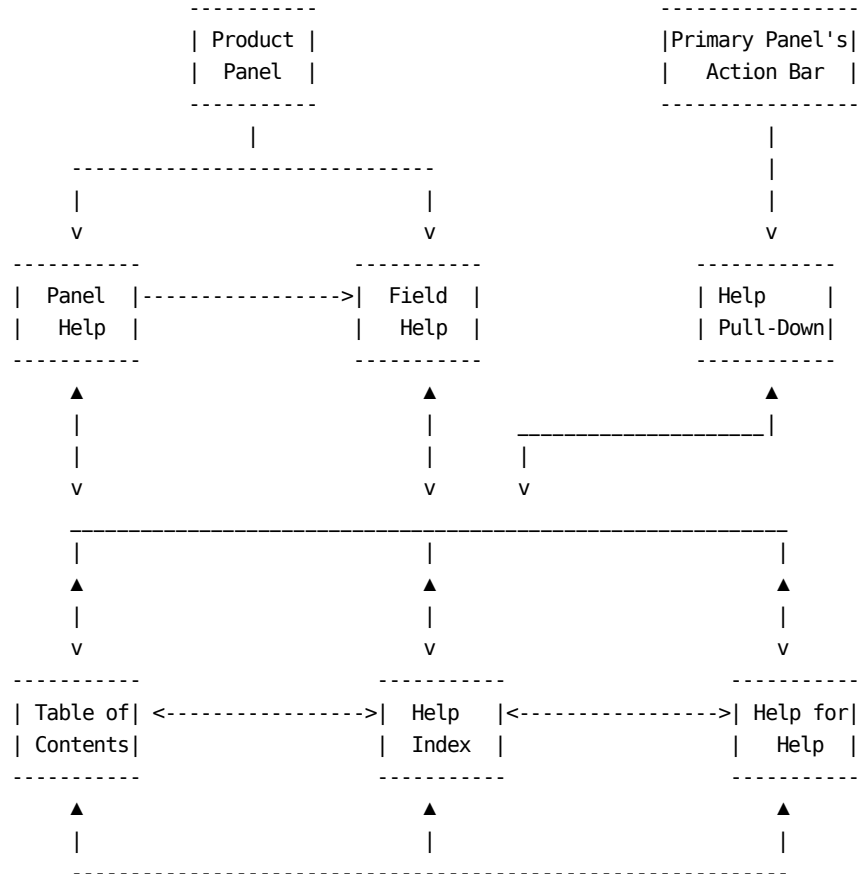 Product Primary Panel's
Panel Action Bar
Panel Field Help
Help Help Pull-Down
Table of Help Help for
Contents Index Help